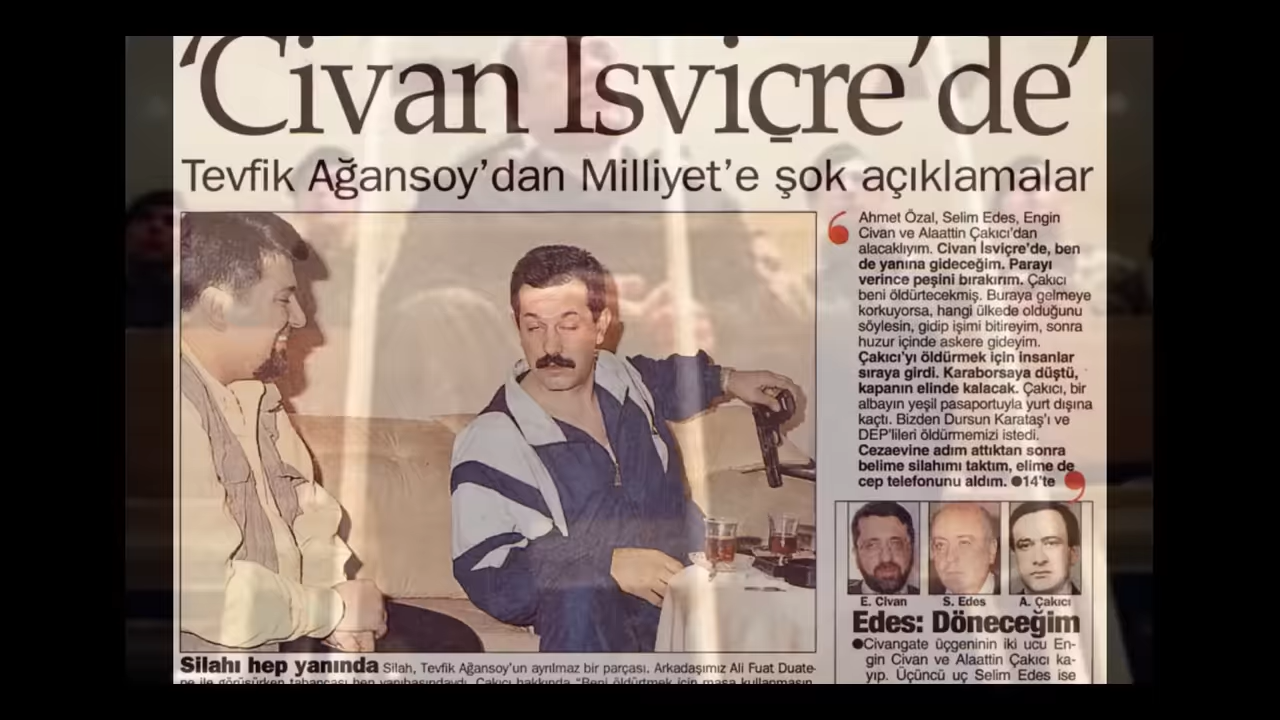 ‘Civan İsviçre’de’
Tevfik Ağansoy’dan Milliyet’e şok açıklamalar
Ahmet Özal, Selim Edes, Engin
Civan ve Alaattin Çakıcı’dan
alacaklıyım. Civan İsviçre’de, ben
de yanına gideceğim. Parayı
verince peşini bırakırım. Çakıcı
beni öldürtecekmiş. Buraya gelmeye
korkuyorsa, hangi ülkede olduğunu
söylesin, gidip işimi bitireyim, sonra
huzur içinde askere gideyim.
Çakıcı’yı öldürmek için insanlar
sıraya girdi. Karaborsaya düştü,
kapanın elinde kalacak. Çakıcı, bir
albayın yeşil pasaportuyla yurt dışına
kaçtı. Bizden Dursun Karataş’ı ve
DEP’lileri öldürmemizi istedi.
Cezaevine adım attıktan sonra
belime silahımı taktım, elime de
cep telefonunu aldım. ●14’te
E. Civan
S. Edes
A. Çakıcı
Edes: Döneceğim
●Civangate üçgeninin iki ucu En-
gin Civan ve Alaattin Çakıcı ka-
yıp. Üçüncü uç Selim Edes ise
Silahı hep yanında Silah, Tevfik Ağansoy’un ayrılmaz bir parçası. Arkadaşımız Ali Fuat Duate-